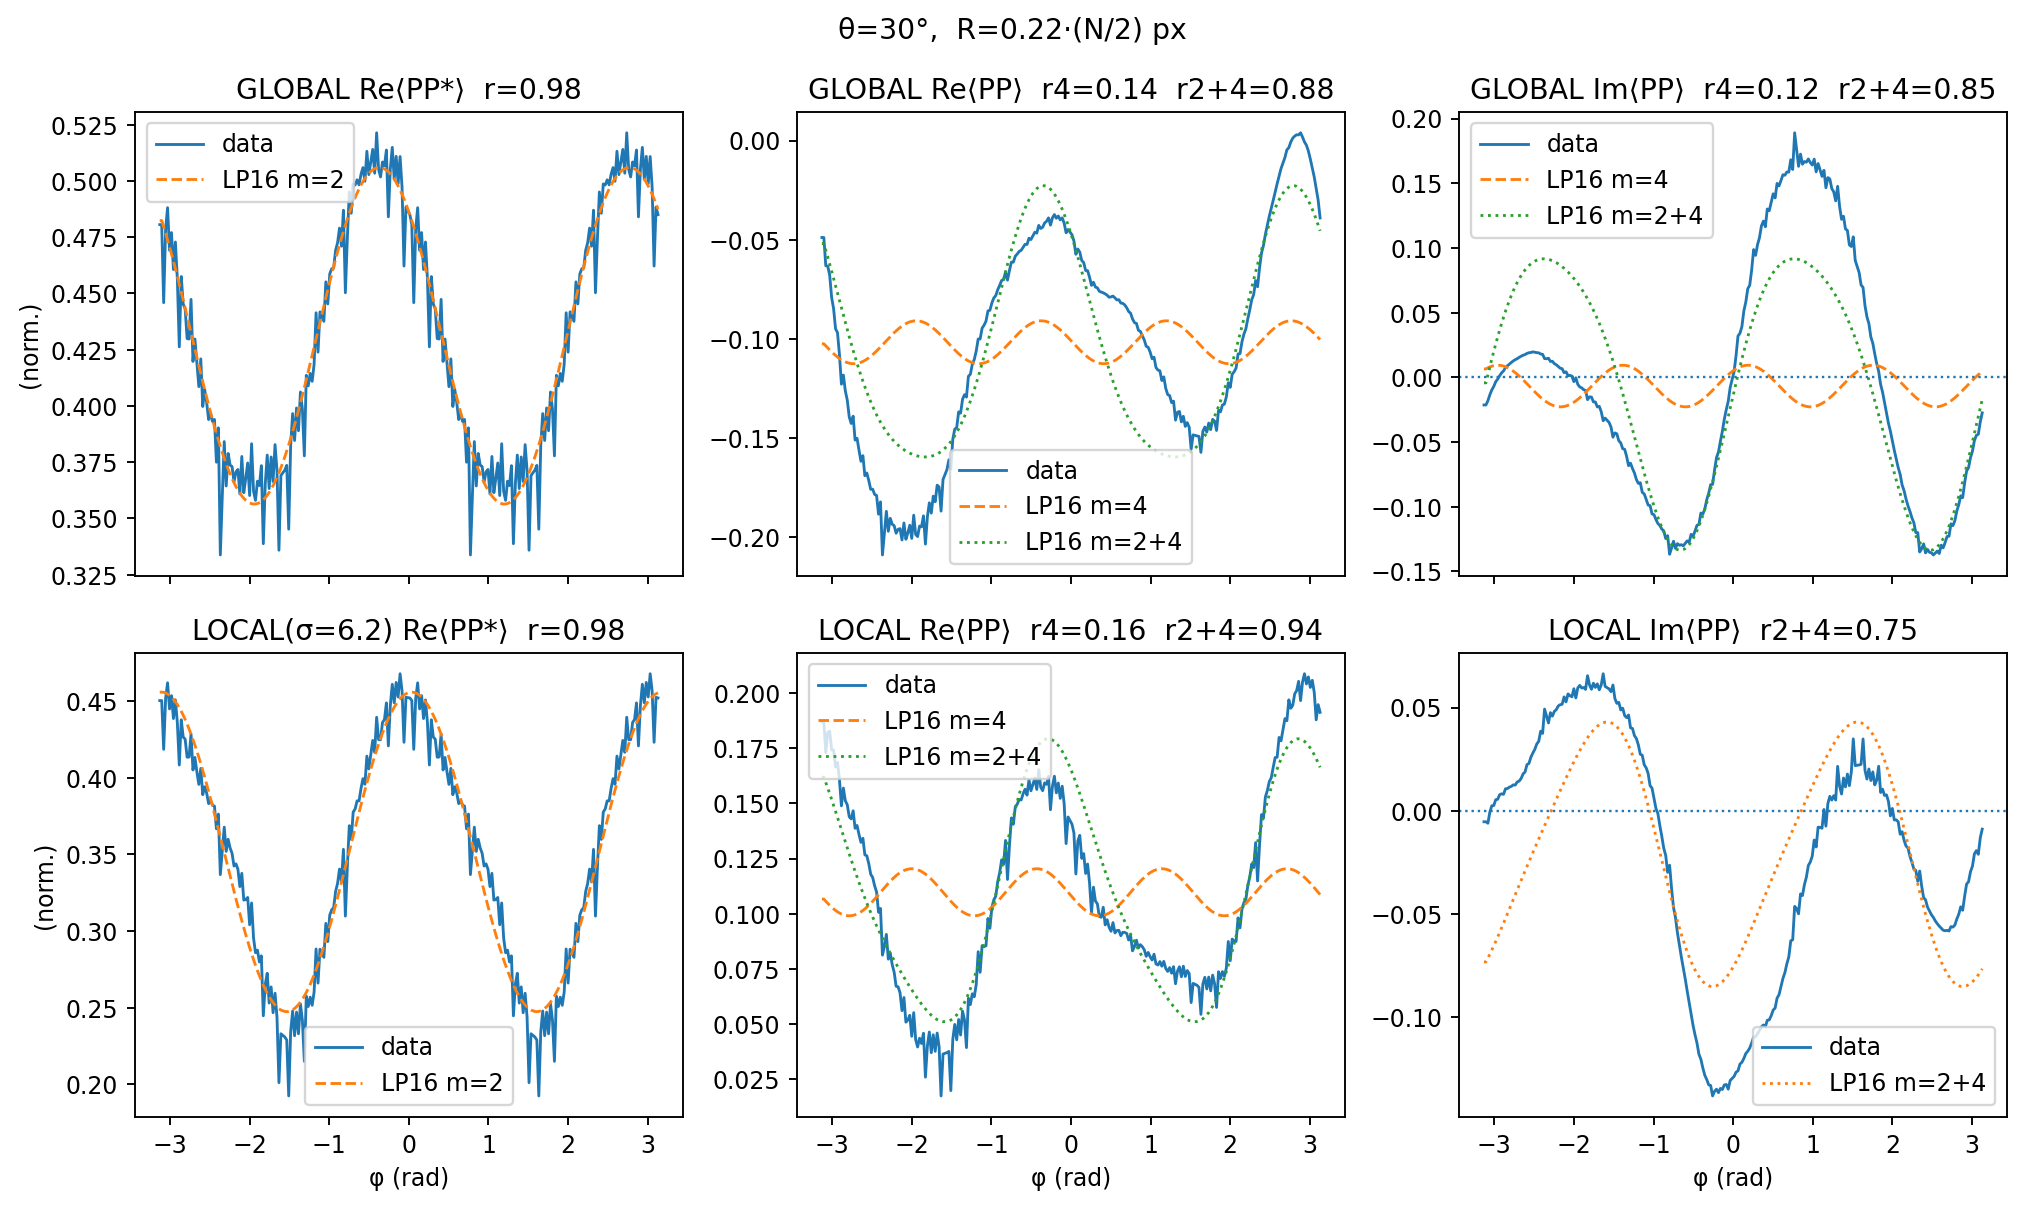 θ=30°,  R=0.22·(N/2) px
GLOBAL Re⟨PP*⟩  r=0.98
0.525
0.500
0.475
0.450
0.425
0.400
0.375
0.350
0.325
(norm.)
data
LP16 m=2
−3
−2
−1
0
1
2
3
GLOBAL Re⟨PP⟩  r4=0.14  r2+4=0.88
0.00
−0.05
−0.10
−0.15
−0.20
data
LP16 m=4
LP16 m=2+4
GLOBAL Im⟨PP⟩  r4=0.12  r2+4=0.85
0.20
0.15
0.10
0.05
0.00
−0.05
−0.10
−0.15
data
LP16 m=4
LP16 m=2+4
LOCAL(σ=6.2) Re⟨PP*⟩  r=0.98
0.45
0.40
0.35
0.30
0.25
0.20
(norm.)
data
LP16 m=2
−3
−2
−1
0
1
2
3
φ (rad)
LOCAL Re⟨PP⟩  r4=0.16  r2+4=0.94
0.200
0.175
0.150
0.125
0.100
0.075
0.050
0.025
data
LP16 m=4
LP16 m=2+4
−3
−2
−1
0
1
2
3
φ (rad)
LOCAL Im⟨PP⟩  r2+4=0.75
0.05
0.00
−0.05
−0.10
data
LP16 m=2+4
−3
−2
−1
0
1
2
3
φ (rad)